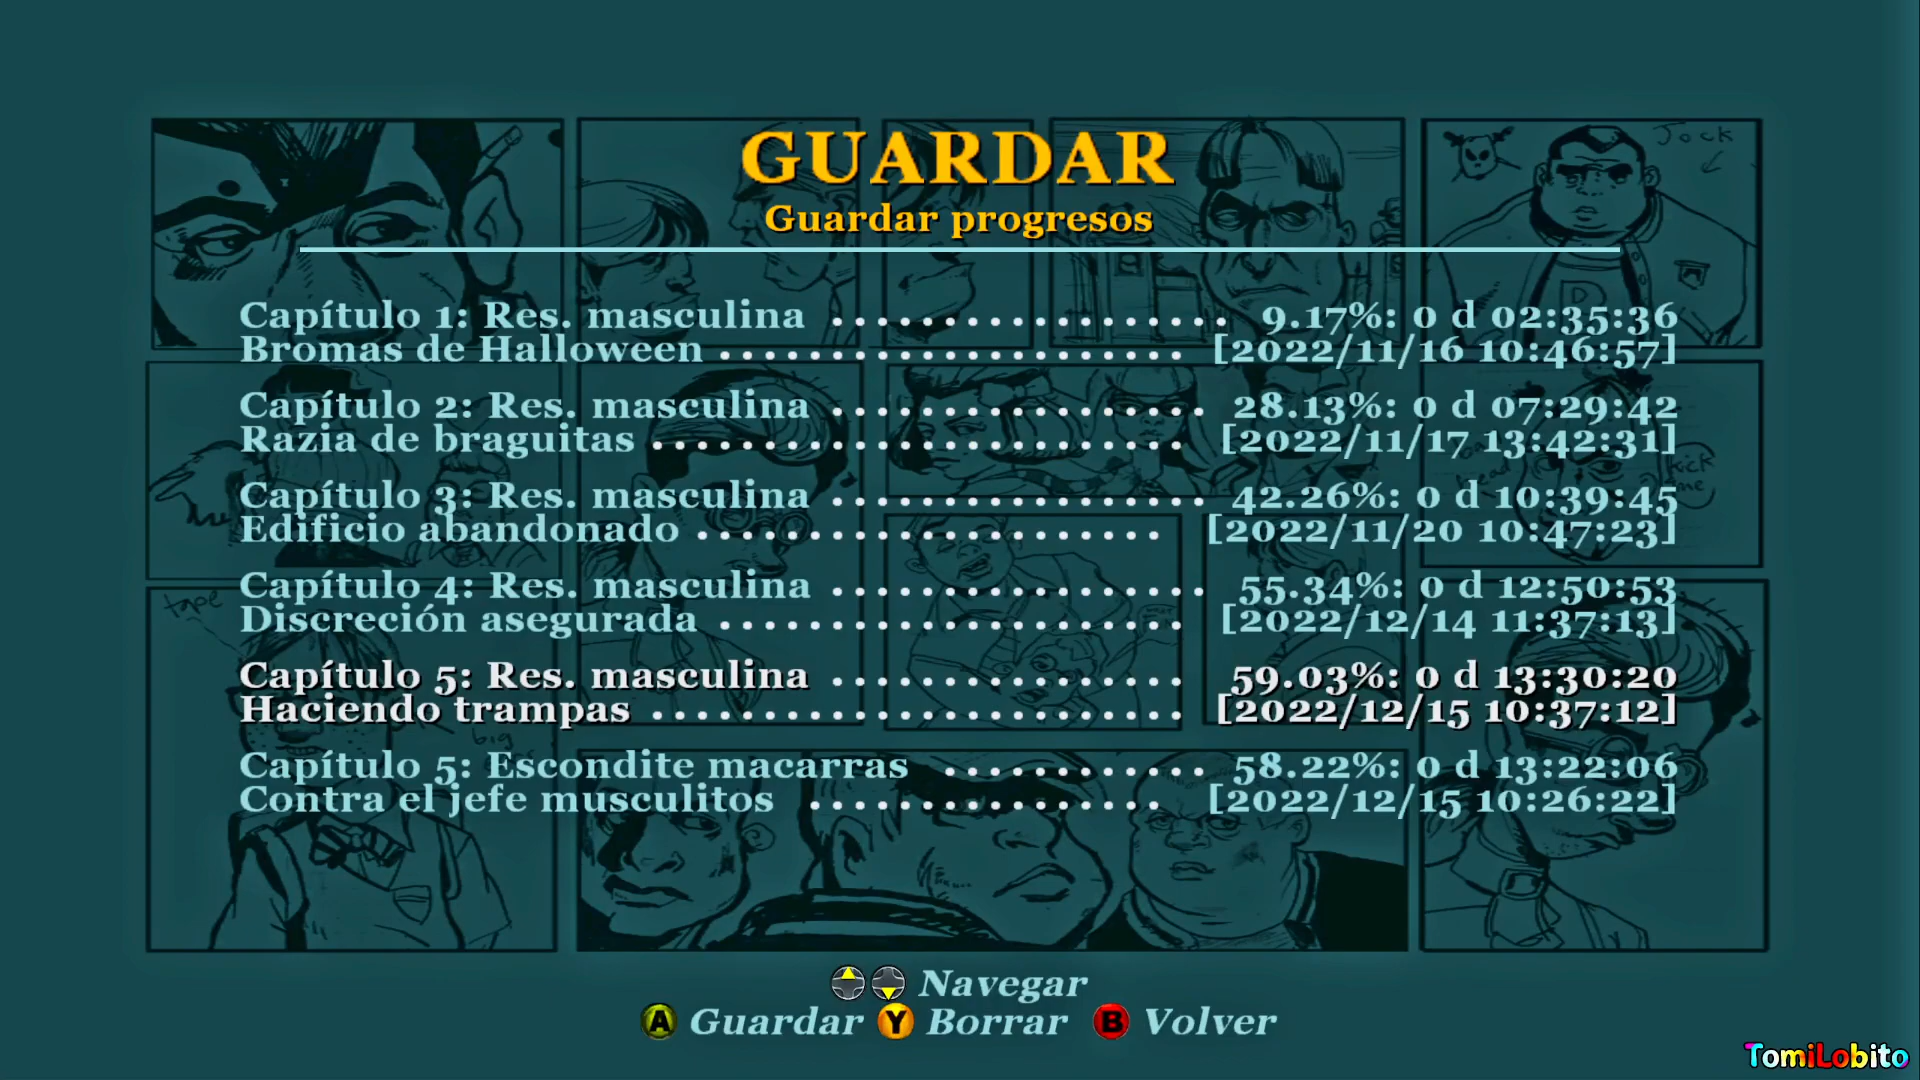 Jock
GUARDAR
Guardar progresos
Capítulo 1: Res. masculina ................. 9.17%: 0 d 02:35:36
Bromas de Halloween ..................... [2022/11/16 10:46:57]
Capítulo 2: Res. masculina ................. 28.13%: 0 d 07:29:42
Razia de braguitas ........................ [2022/11/17 13:42:31]
Capítulo 3: Res. masculina ................. 42.26%: 0 d 10:39:45
Edificio abandonado ..................... [2022/11/20 10:47:23]
Capítulo 4: Res. masculina ................. 55.34%: 0 d 12:50:53
Discreción asegurada ..................... [2022/12/14 11:37:13]
tape
Capítulo 5: Res. masculina ................ 59.03%: 0 d 13:30:20
Haciendo trampas ........................ [2022/12/15 10:37:12]
big
Capítulo 5: Escondite macarras ............ 58.22%: 0 d 13:22:06
Contra el jefe musculitos ................ [2022/12/15 10:26:22]
Navegar
A Guardar Y Borrar B Volver
TomiLobito